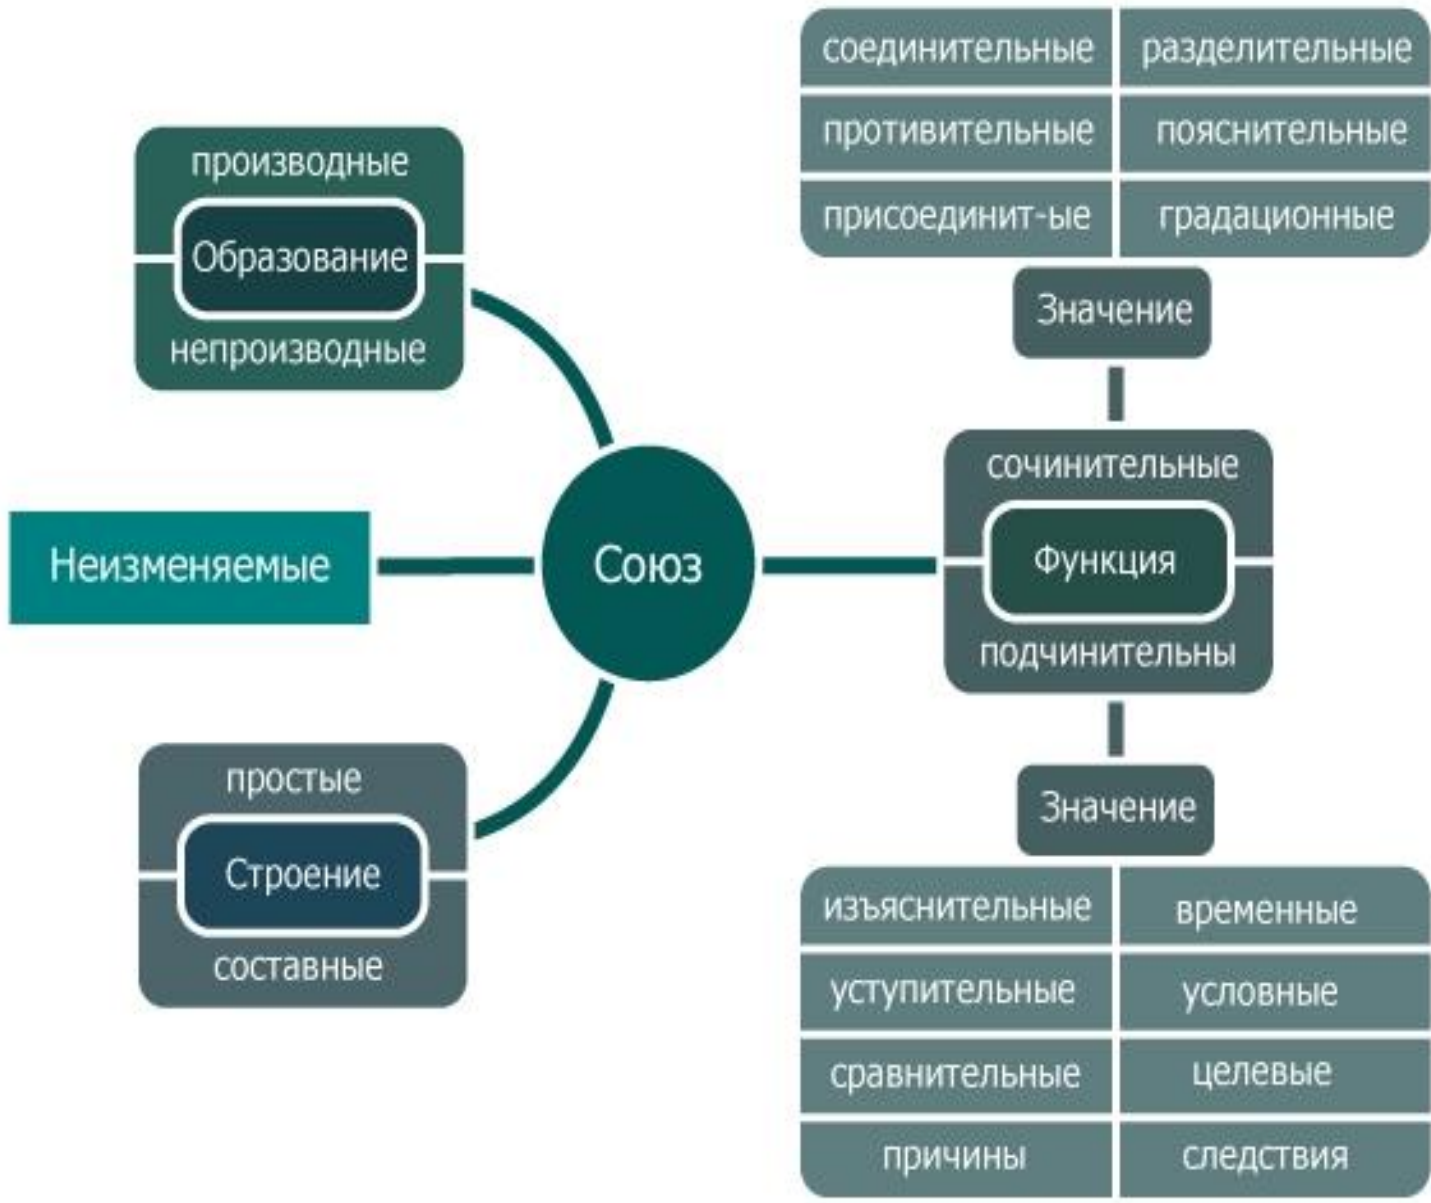 соединительные
разделительные
противительные
пояснительные
присоединит-ые
градационные
Значение
сочинительные
Функция
подчинительны
Значение
изъяснительные
временные
уступительные
условные
сравнительные
целевые
причины
следствия
производные
Образование
непроизводные
Неизменяемые
Союз
простые
Строение
составные